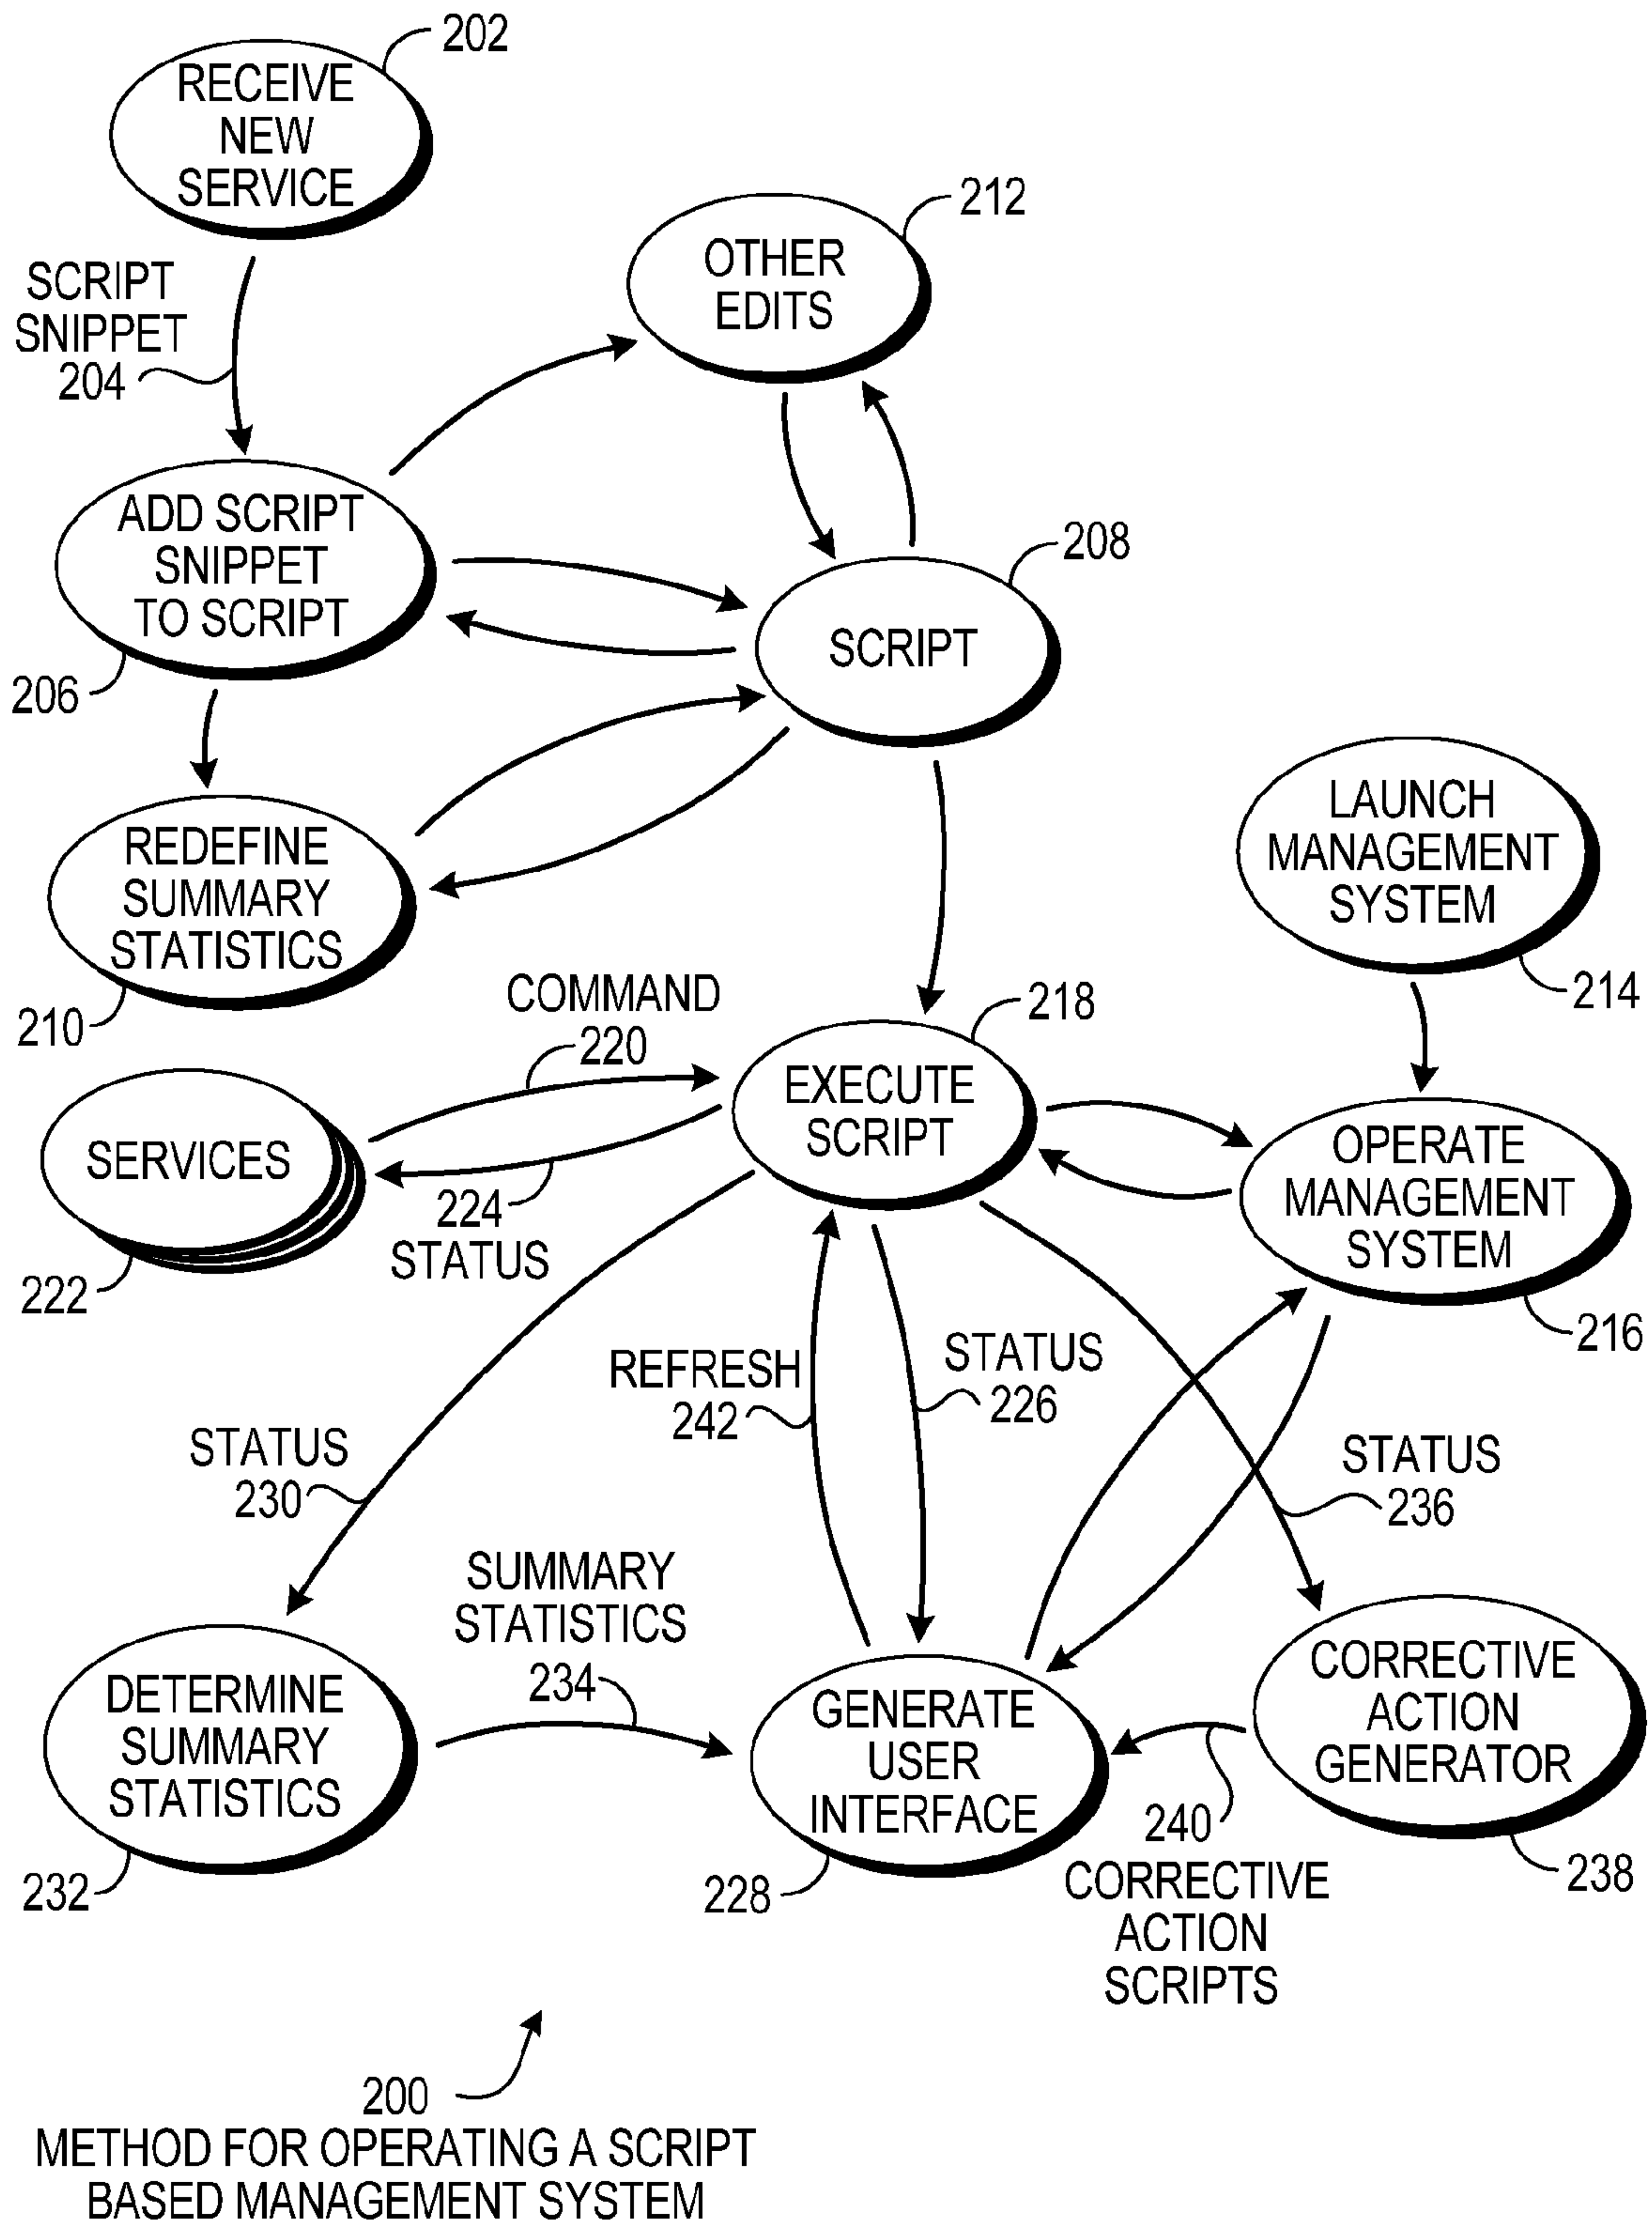 202
RECEIVE
NEW
SERVICE
212
OTHER
EDITS
SCRIPT
SNIPPET
204
ADD SCRIPT
SNIPPET
TO SCRIPT
206
208
SCRIPT
REDEFINE
SUMMARY
STATISTICS
210
LAUNCH
MANAGEMENT
SYSTEM
214
COMMAND
220
218
EXECUTE
SCRIPT
SERVICES
222
224
STATUS
OPERATE
MANAGEMENT
SYSTEM
216
REFRESH
242
STATUS
226
STATUS
230
STATUS
236
SUMMARY
STATISTICS
234
DETERMINE
SUMMARY
STATISTICS
232
GENERATE
USER
INTERFACE
228
CORRECTIVE
ACTION
GENERATOR
238
240
CORRECTIVE
ACTION
SCRIPTS
200
METHOD FOR OPERATING A SCRIPT
BASED MANAGEMENT SYSTEM